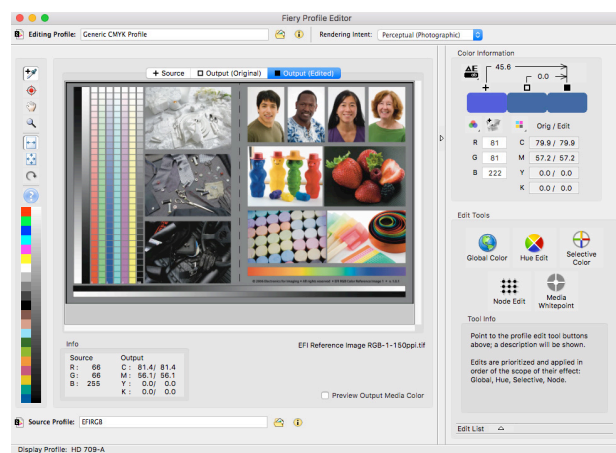 Fiery Profile Editor
Editing Profile: Generic CMYK Profile
Rendering Intent: Perceptual (Photographic)
Color Information
ΔE
ab
45.6
0.0
Source
Output (Original)
Output (Edited)
Orig / Edit
R 81 C 79.9 / 79.9
G 81 M 57.2 / 57.2
B 222 Y 0.0 / 0.0
K 0.0 / 0.0
Edit Tools
Global Color
Hue Edit
Selective Color
Node Edit
Media Whitepoint
Tool Info
Point to the profile edit tool buttons
above; a description will be shown.
Edits are prioritized and applied in
order of the scope of their effect:
Global, Hue, Selective, Node.
Info
EFI Reference Image RGB-1-150ppi.tif
Source Output
R: 66 C: 81.4/ 81.4
G: 66 M: 56.1/ 56.1
B: 255 Y: 0.0/ 0.0
K: 0.0/ 0.0
Preview Output Media Color
Source Profile: EFIRGB
Edit List
Display Profile: HD 709-A